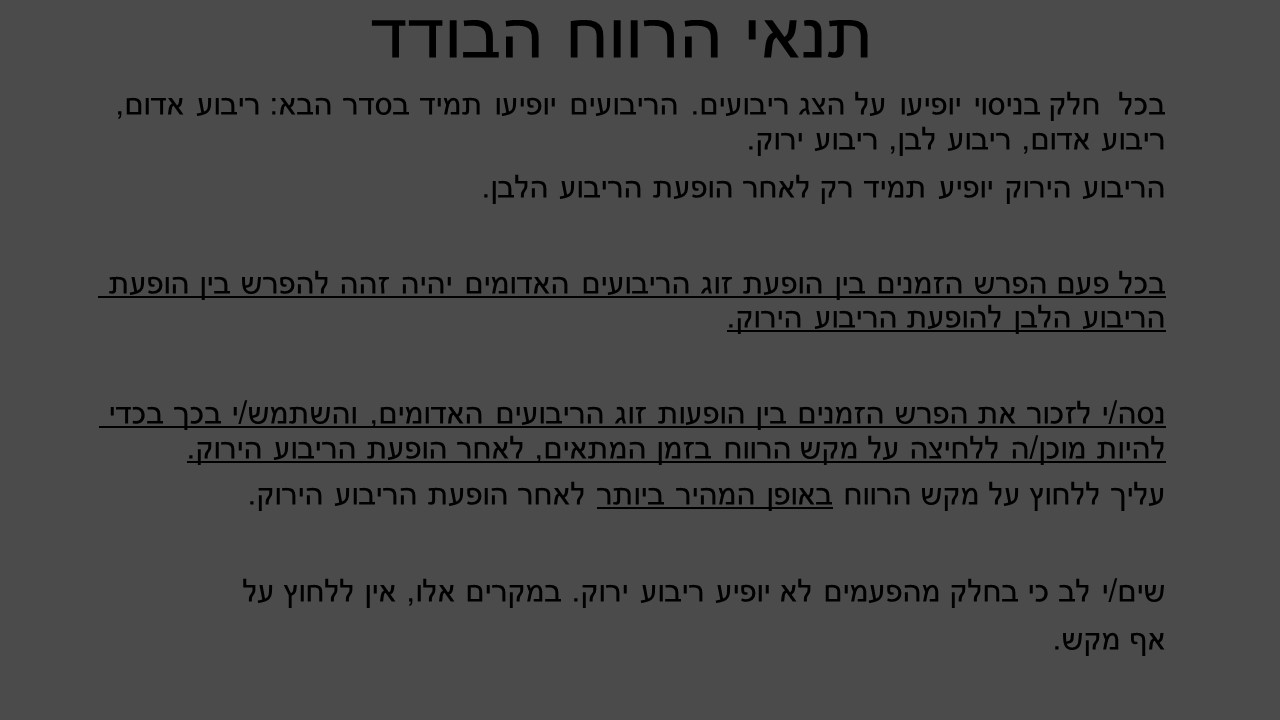 תנאי הרווח הבודד
בכל חלק בניסוי יופיעו על הצג ריבועים. הריבועים יופיעו תמיד בסדר הבא: ריבוע אדום,
ריבוע אדום, ריבוע לבן, ריבוע ירוק.
הריבוע הירוק יופיע תמיד רק לאחר הופעת הריבוע הלבן.
בכל פעם הפרש הזמנים בין הופעת זוג הריבועים האדומים יהיה זהה להפרש בין הופעת
הריבוע הלבן להופעת הריבוע הירוק.
נסה/י לזכור את הפרש הזמנים בין הופעות זוג הריבועים האדומים, והשתמש/י בכך בכדי
להיות מוכן/ה ללחיצה על מקש הרווח בזמן המתאים, לאחר הופעת הריבוע הירוק.
עליך ללחוץ על מקש הרווח באופן המהיר ביותר לאחר הופעת הריבוע הירוק.
שים/י לב כי בחלק מהפעמים לא יופיע ריבוע ירוק. במקרים אלו, אין ללחוץ על
אף מקש.